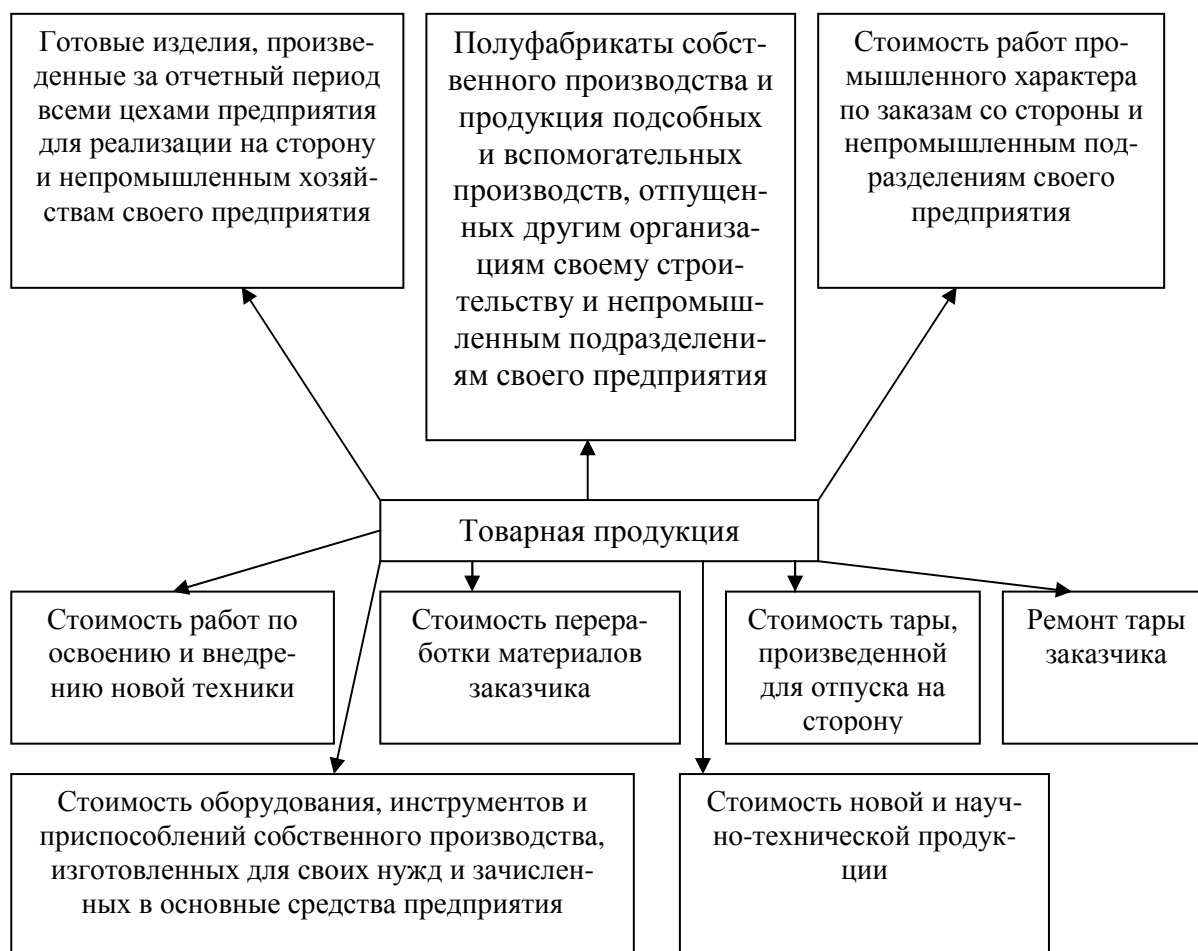 Готовые изделия, произве-
денные за отчетный период
всеми цехами предприятия
для реализации на сторону
и непромышленным хозяй-
ствам своего предприятия
Полуфабрикаты собст-
венного производства и
продукция подсобных
и вспомогательных
производств, отпущен-
ных другим организа-
циям своему строи-
тельству и непромыш-
ленным подразделени-
ям своего предприятия
Стоимость работ про-
мышленного характера
по заказам со стороны и
непромышленным под-
разделениям своего
предприятия
Товарная продукция
Стоимость работ по
освоению и внедре-
нию новой техники
Стоимость перера-
ботки материалов
заказчика
Стоимость тары,
произведенной
для отпуска на
сторону
Ремонт тары
заказчика
Стоимость оборудования, инструментов и
приспособлений собственного производства,
изготовленных для своих нужд и зачислен-
ных в основные средства предприятия
Стоимость новой и науч-
но-технической продук-
ции